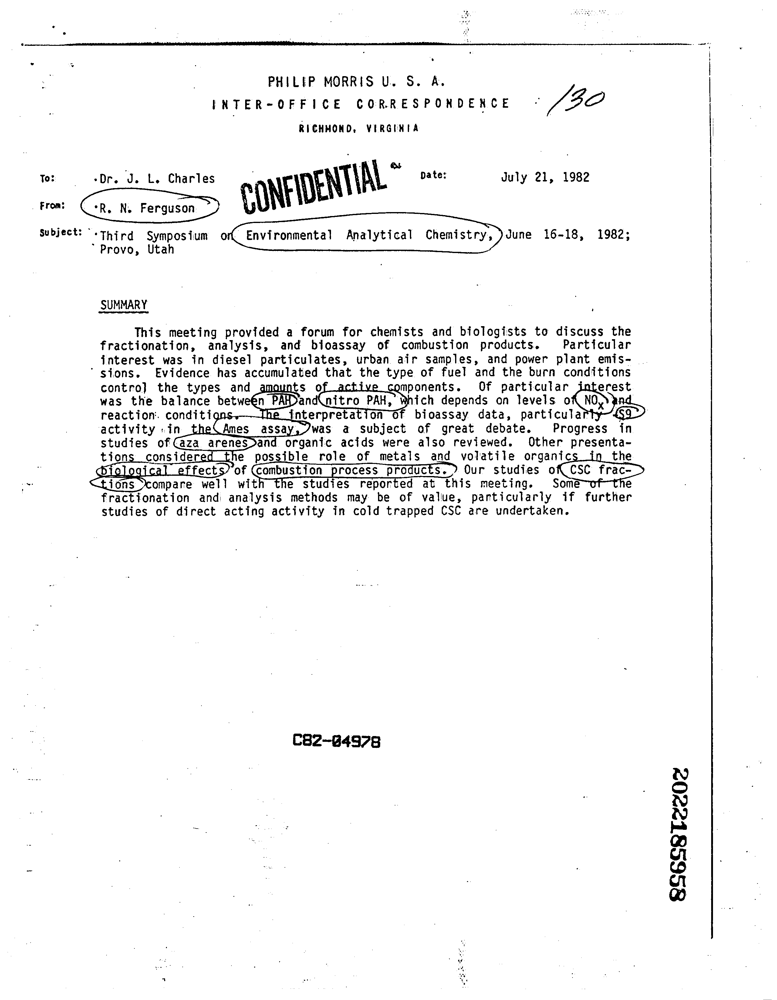 PHILIP MORRIS U. S. A.
INTER-OFFICE CORRESPONDENCE
/30
RICHMOND, VIRGINIA
To: Dr. J. L. Charles
CONFIDENTIAL
Date: July 21, 1982
From: R. N. Ferguson
Subject: Third Symposium on Environmental Analytical Chemistry, June 16-18, 1982;
Provo, Utah
SUMMARY
This meeting provided a forum for chemists and biologists to discuss the
fractionation, analysis, and bioassay of combustion products. Particular
interest was in diesel particulates, urban air samples, and power plant emis-
sions. Evidence has accumulated that the type of fuel and the burn conditions
control the types and amounts of active components. Of particular interest
was the balance between PAH and nitro PAH, which depends on levels of NOx and
reaction conditions. The interpretation of bioassay data, particularly S9
activity in the Ames assay, was a subject of great debate. Progress in
studies of aza arenes and organic acids were also reviewed. Other presenta-
tions considered the possible role of metals and volatile organics in the
biological effects of combustion process products. Our studies of CSC frac-
tions compare well with the studies reported at this meeting. Some of the
fractionation and analysis methods may be of value, particularly if further
studies of direct acting activity in cold trapped CSC are undertaken.
C82-04978
2022185958